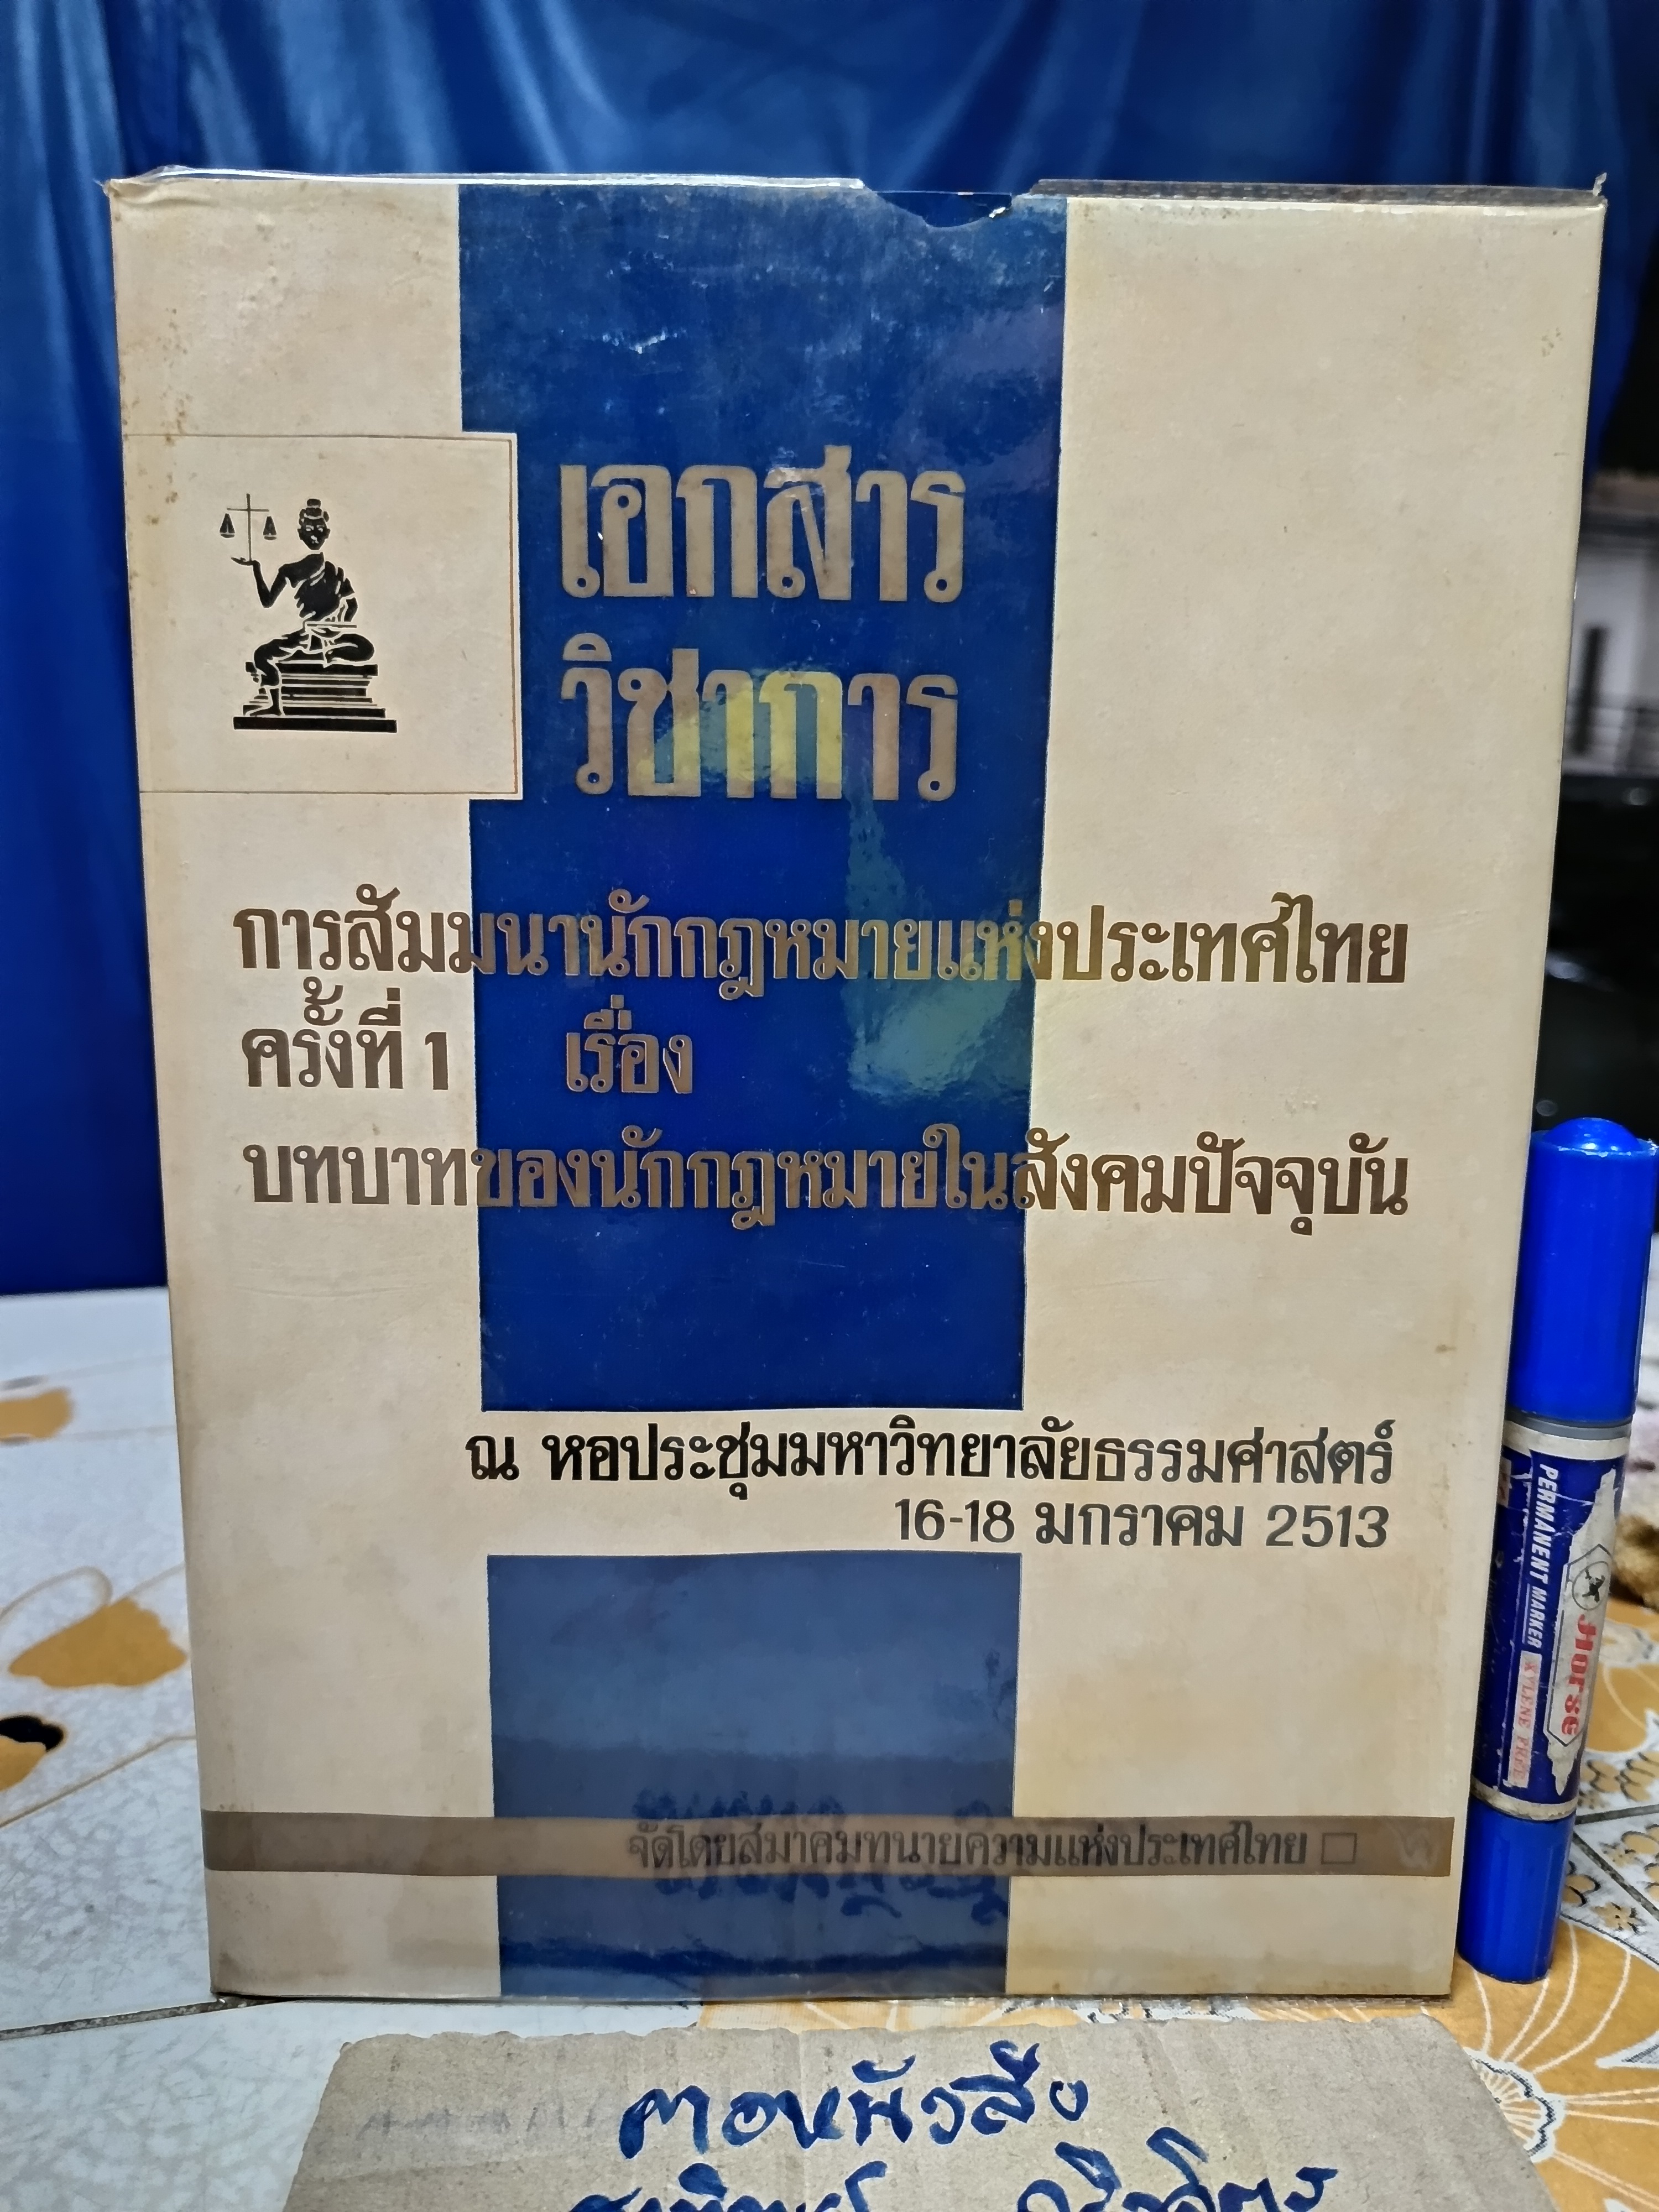 เอกสาร
วิชาการ
การสัมมนานักกฎหมายแห่งประเทศไทย
ครั้งที่ 1 เรื่อง
บทบาทของนักกฎหมายในสังคมปัจจุบัน
ณ หอประชุมมหาวิทยาลัยธรรมศาสตร์
16-18 มกราคม 2513
จัดโดยสมาคมทนายความแห่งประเทศไทย
PERMANENT MARKER
Horse
XYLENE FREE